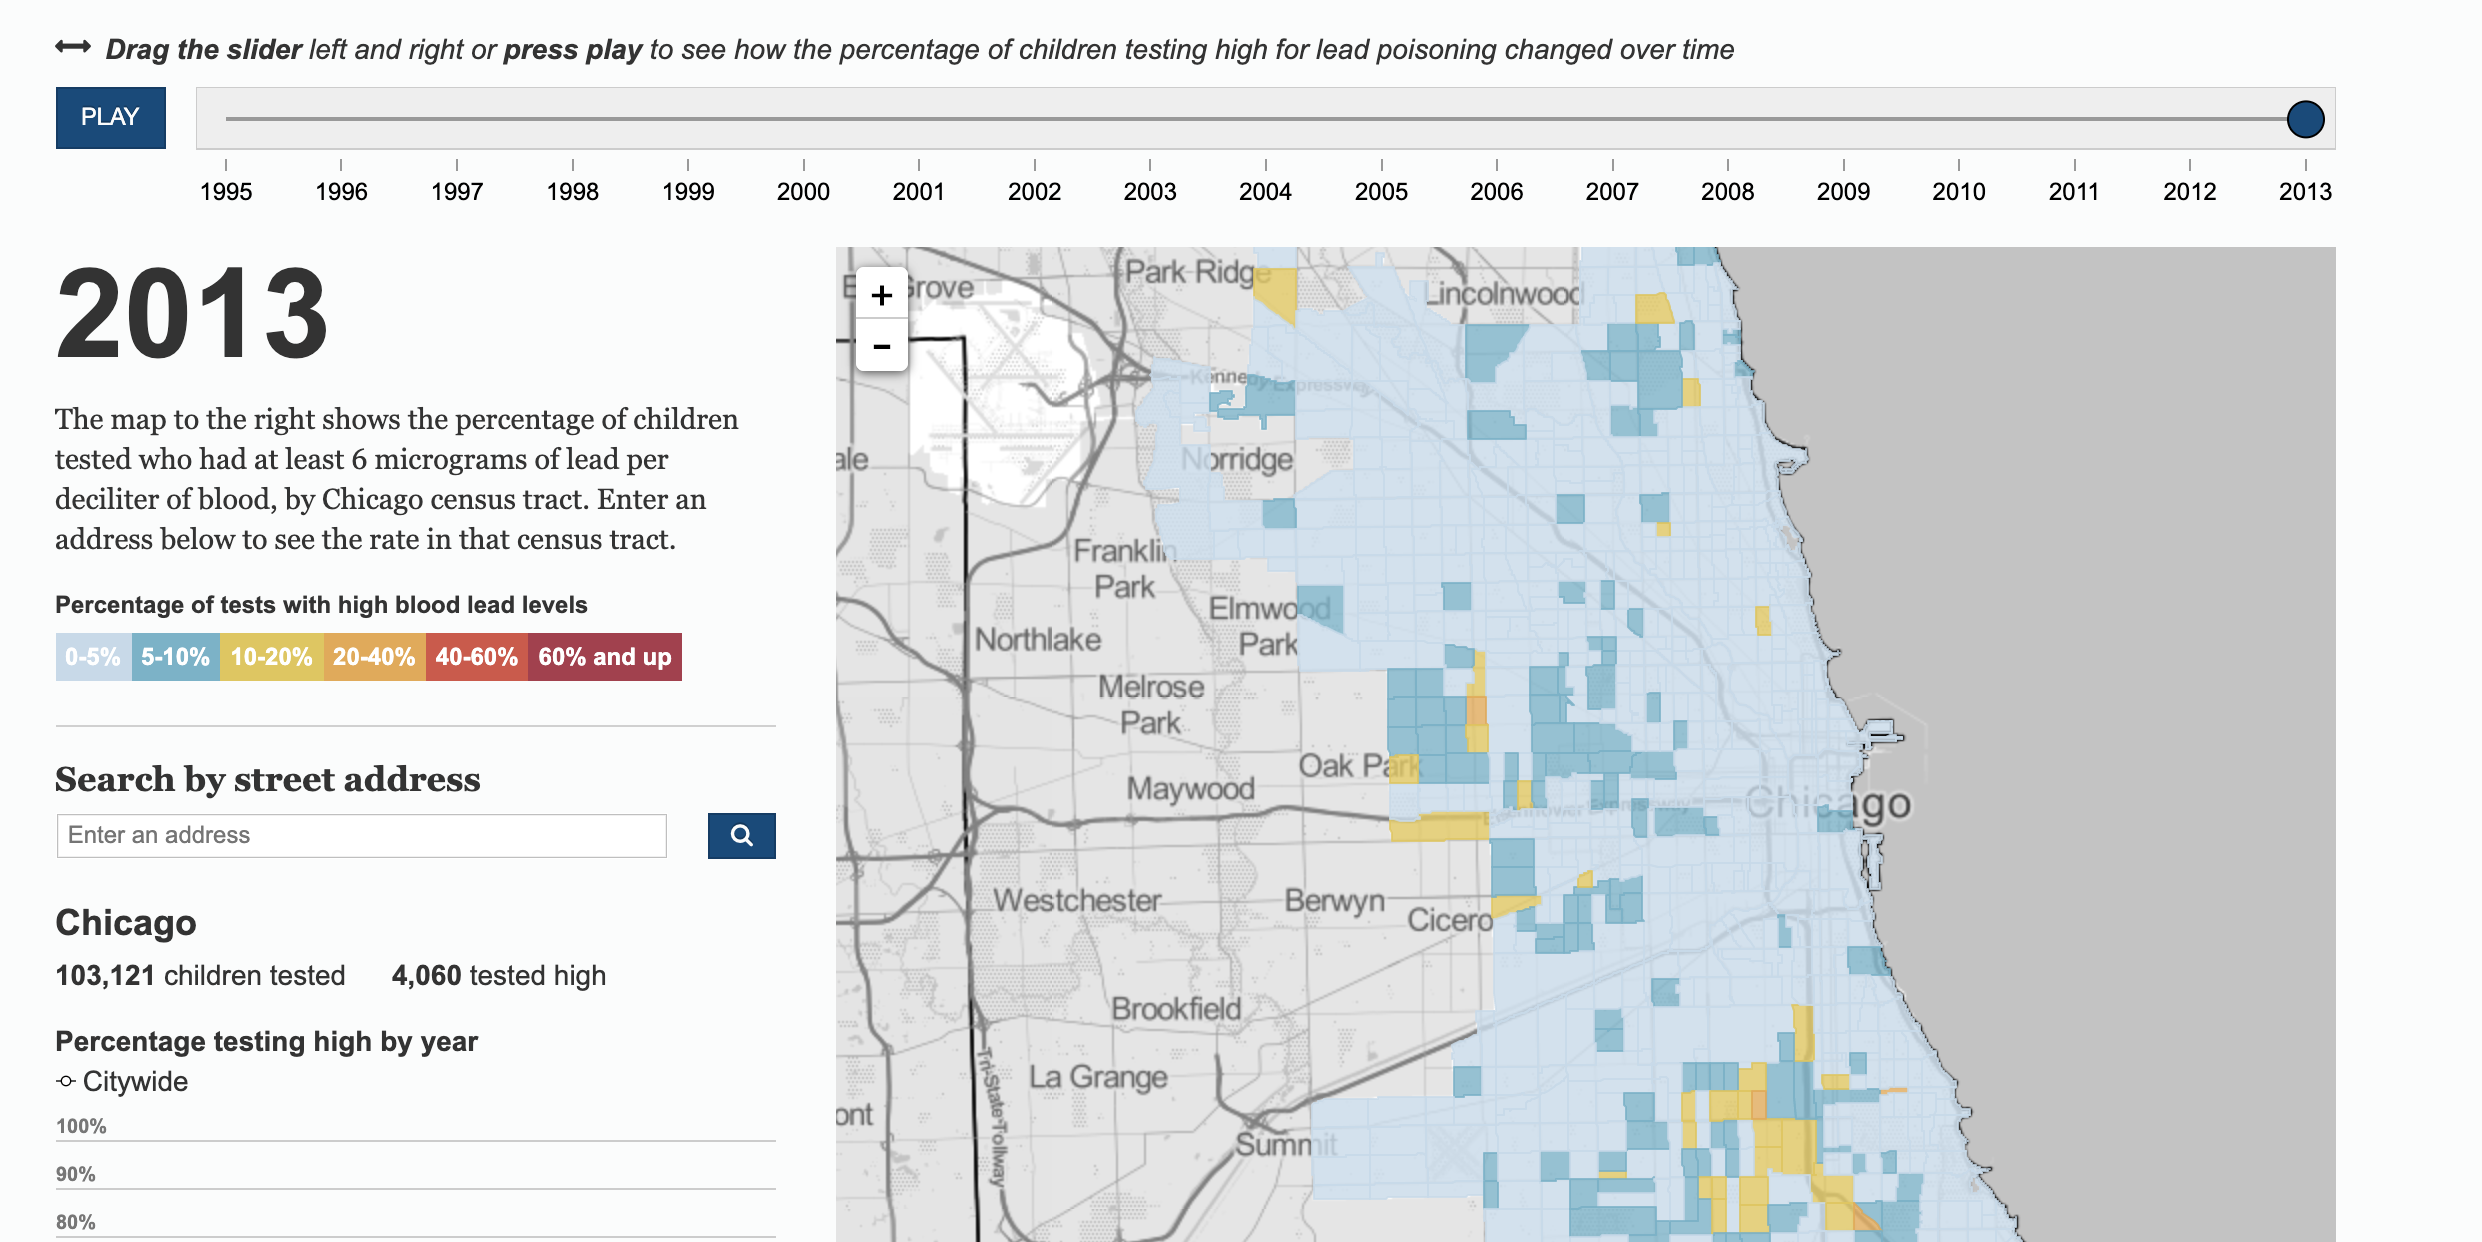 Drag the slider left and right or press play to see how the percentage of children testing high for lead poisoning changed over time
PLAY
1995 1996 1997 1998 1999 2000 2001 2002 2003 2004 2005 2006 2007 2008 2009 2010 2011 2012 2013
2013
The map to the right shows the percentage of children
tested who had at least 6 micrograms of lead per
deciliter of blood, by Chicago census tract. Enter an
address below to see the rate in that census tract.
Percentage of tests with high blood lead levels
0-5% 5-10% 10-20% 20-40% 40-60% 60% and up
Search by street address
Enter an address
Chicago
103,121 children tested 4,060 tested high
Percentage testing high by year
Citywide
100%
90%
80%
+
-
Park Ridge
Lincolnwood
Kennedy Expressway
Norridge
Franklin
Park
Elmwood
Park
Northlake
Melrose
Park
Oak Park
Maywood
Eisenhower Expressway
Chicago
Westchester
Berwyn
Cicero
Brookfield
La Grange
Tri-State Tollway
Summit